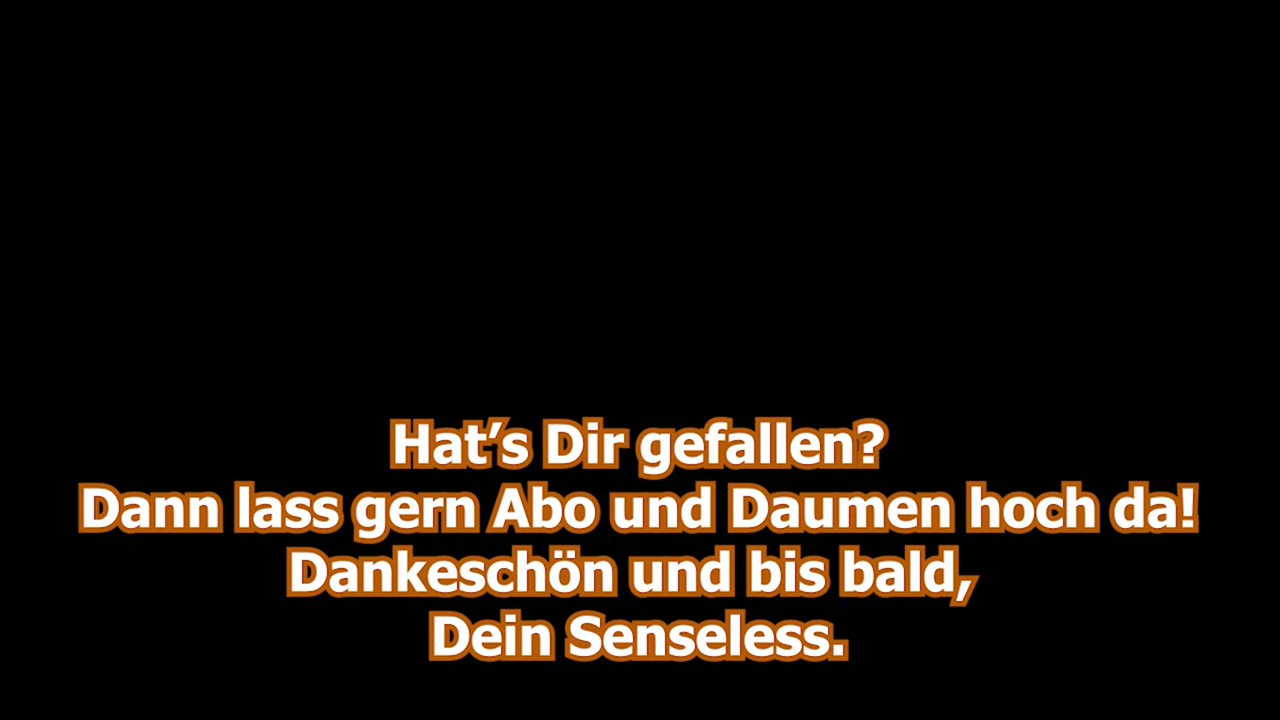 Hat’s Dir gefallen?
Dann lass gern Abo und Daumen hoch da!
Dankeschön und bis bald,
Dein Senseless.